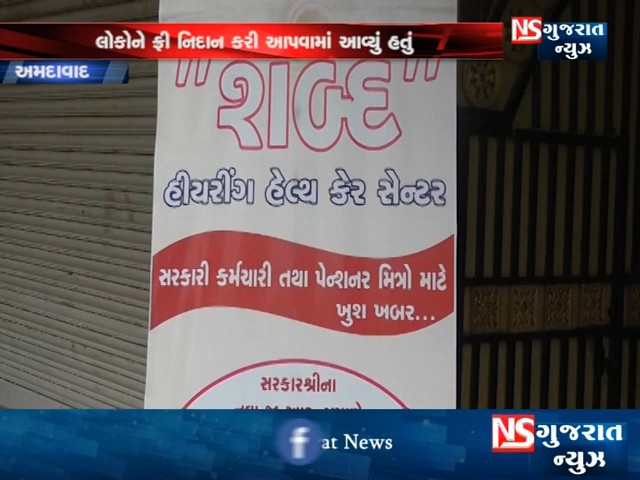 લોકોને ફ્રી નિદાન કરી આપવામાં આવ્યું હતું
NS ગુજરાત
ન્યુઝ
અમદાવાદ
"શબ્દ"
હીયરીંગ હેલ્થ કેર સેન્ટર
સરકારી કર્મચારી તથા પેન્શનર મિત્રો માટે
ખુશ ખબર...
સરકારશ્રીના
f at News
NS ગુજરાત
ન્યુઝ